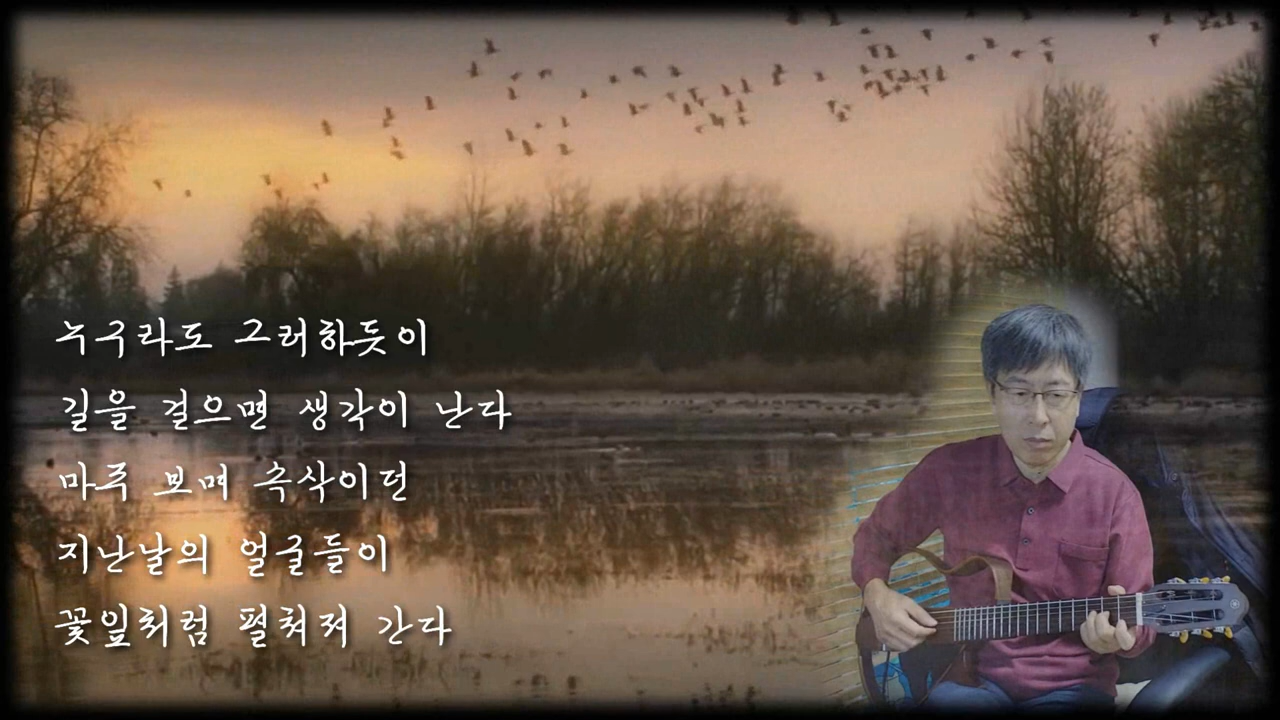 누구라도 그러하듯이
길을 걸으면 생각이 난다
마주 보며 속삭이던
지난날의 얼굴들이
꽃잎처럼 펼쳐져 간다